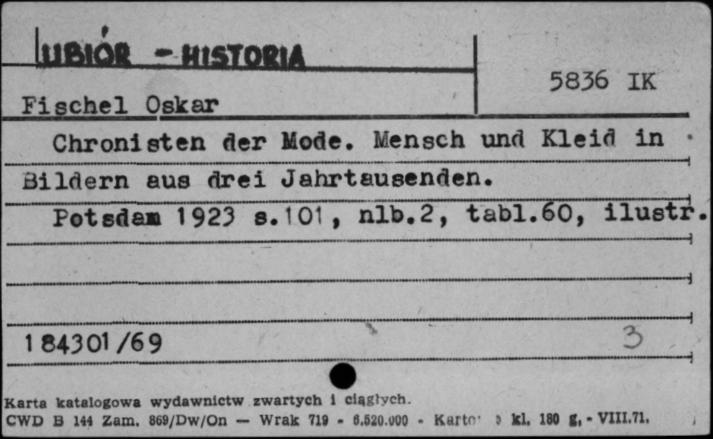 UBIÓR - HISTORIA
5836 IK
Fischel Oskar
Chronisten der Mode. Mensch und Kleid in
Bildern aus drei Jahrtausenden.
Potsdam 1923 s.101, nlb.2, tabl.60, ilustr.
184301/69
3
Karta katalogowa wydawnictw zwartych i ciągłych.
CWD B 144 Zam. 869/Dw/On — Wrak 719 - 6.520.000 - kl. 180 g, - VIII.71.